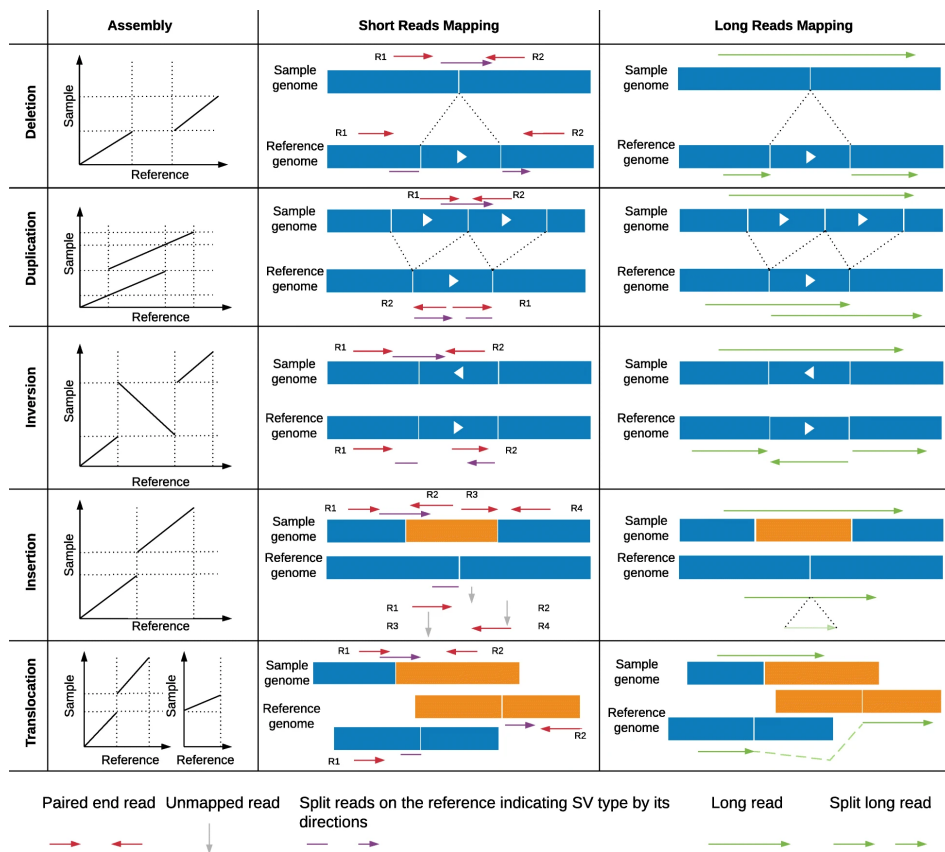 Assembly
Short Reads Mapping
Long Reads Mapping
Deletion
Sample
Reference
R1
R2
Sample
genome
R1
R2
Reference
genome
Sample
genome
Reference
genome
Duplication
Sample
Reference
R1
R2
Sample
genome
Reference
genome
R2
R1
Sample
genome
Reference
genome
Inversion
Sample
Reference
R1
R2
Sample
genome
Reference
genome
R1
R2
Sample
genome
Reference
genome
Insertion
Sample
Reference
R2
R3
R1
R4
Sample
genome
Reference
genome
R1
R2
R3
R4
Sample
genome
Reference
genome
Translocation
Sample
Sample
Reference
Reference
R1
R2
Sample
genome
Reference
genome
R2
R1
Sample
genome
Reference
genome
Paired end read
Unmapped read
Split reads on the reference indicating SV type by its
directions
Long read
Split long read